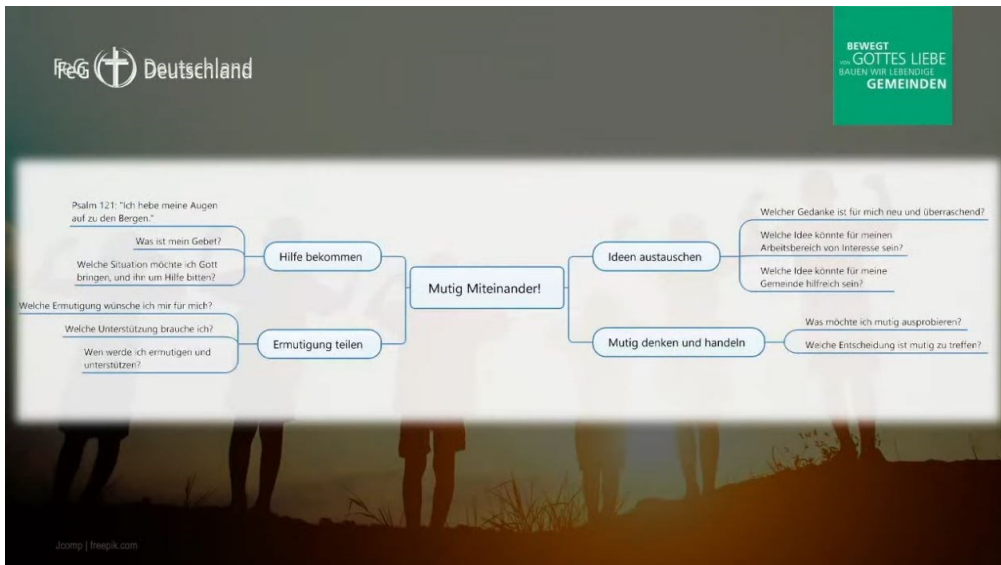 FeG Deutschland
BEWEGT
VON GOTTES LIEBE
BAUEN WIR LEBENDIGE
GEMEINDEN
Psalm 121: "Ich hebe meine Augen
auf zu den Bergen."
Was ist mein Gebet?
Welche Situation möchte ich Gott
bringen, und ihn um Hilfe bitten?
Hilfe bekommen
Welche Ermutigung wünsche ich mir für mich?
Welche Unterstützung brauche ich?
Wen werde ich ermutigen und
unterstützen?
Ermutigung teilen
Mutig Miteinander!
Ideen austauschen
Welcher Gedanke ist für mich neu und überraschend?
Welche Idee könnte für meinen
Arbeitsbereich von Interesse sein?
Welche Idee könnte für meine
Gemeinde hilfreich sein?
Mutig denken und handeln
Was möchte ich mutig ausprobieren?
Welche Entscheidung ist mutig zu treffen?
Jcomp | freepik.com